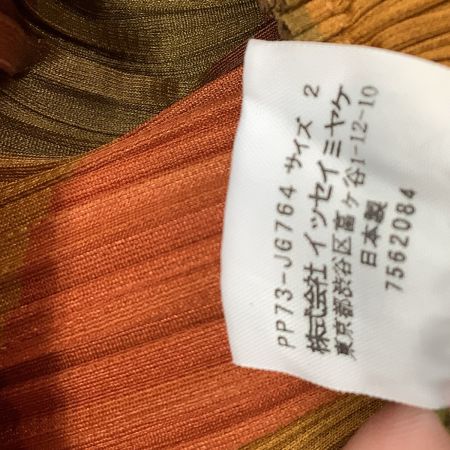 PP73-JG764 サイズ 2
株式会社 イッセイミヤケ
東京都渋谷区富ヶ谷1-12-10
日本製
7562084